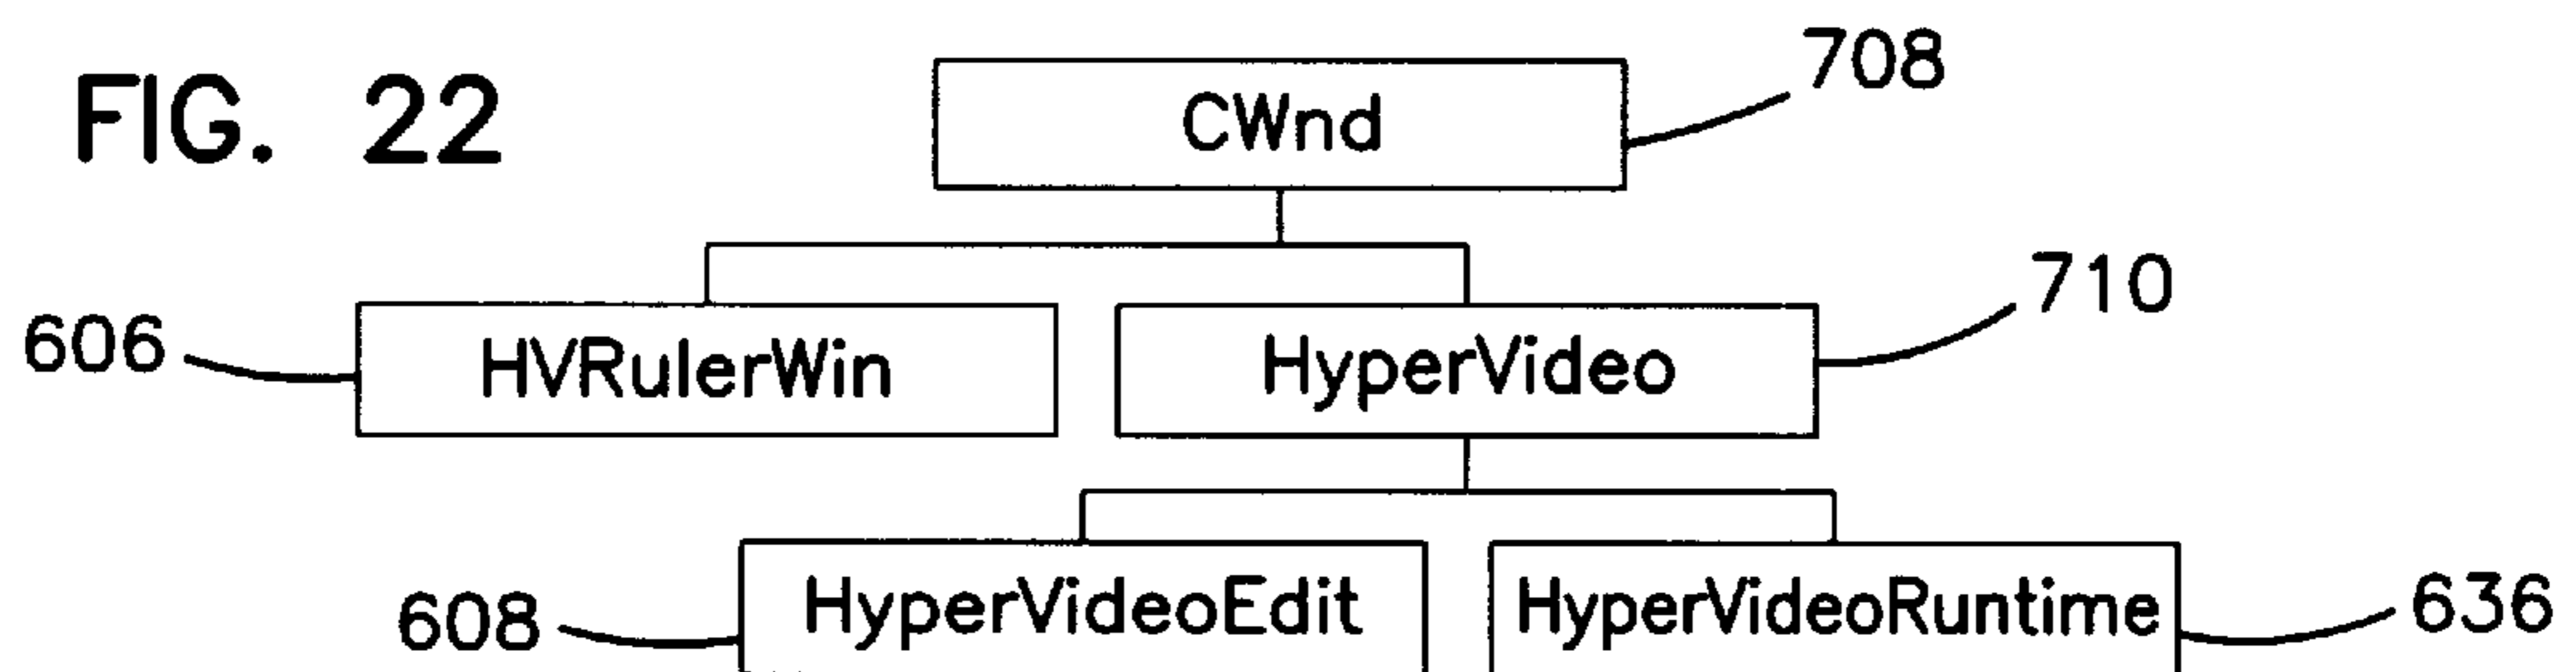 FIG. 22
CWnd
708
606
HVRulerWin
HyperVideo
710
608
HyperVideoEdit
HyperVideoRuntime
636